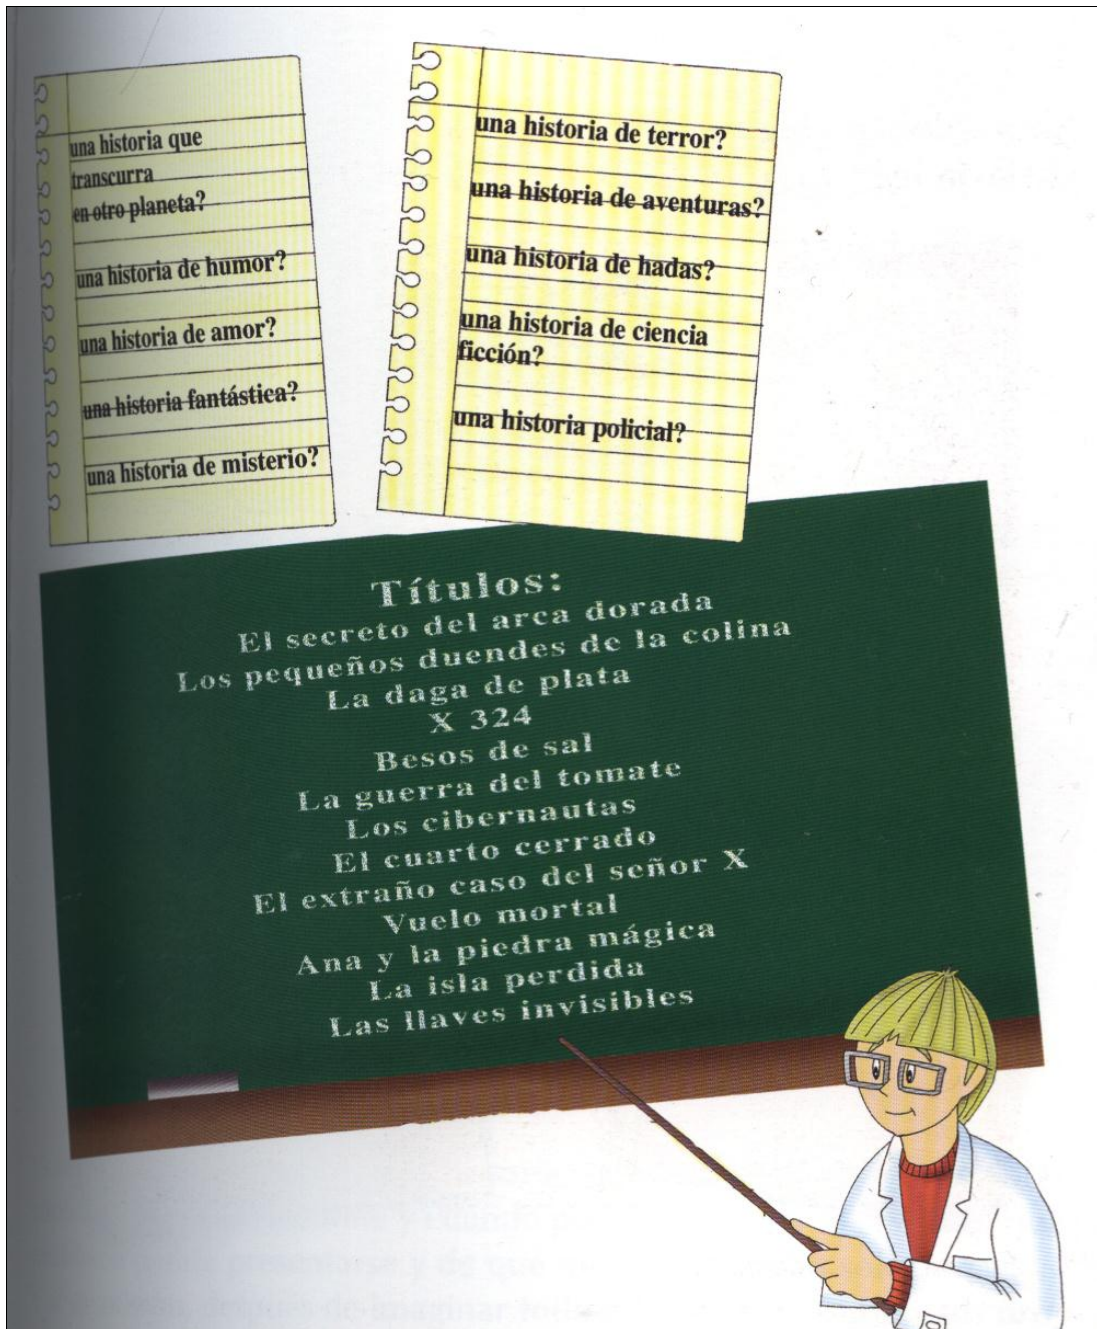 una historia que
transcurra
en otro planeta?
una historia de humor?
una historia de amor?
una historia fantástica?
una historia de misterio?
una historia de terror?
una historia de aventuras?
una historia de hadas?
una historia de ciencia
ficción?
una historia policial?
Títulos:
El secreto del arca dorada
Los pequeños duendes de la colina
La daga de plata
X 324
Besos de sal
La guerra del tomate
Los cibernautas
El cuarto cerrado
El extraño caso del señor X
Vuelo mortal
Ana y la piedra mágica
La isla perdida
Las llaves invisibles